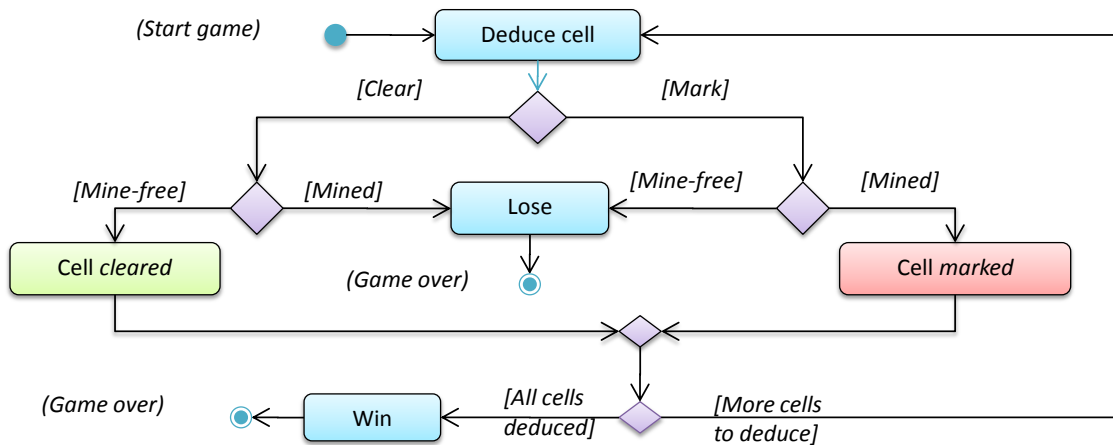 (Start game)
Deduce cell
[Clear]
[Mark]
[Mine-free]
[Mined]
Lose
[Mine-free]
[Mined]
Cell cleared
(Game over)
Cell marked
(Game over)
Win
[All cells
deduced]
[More cells
to deduce]